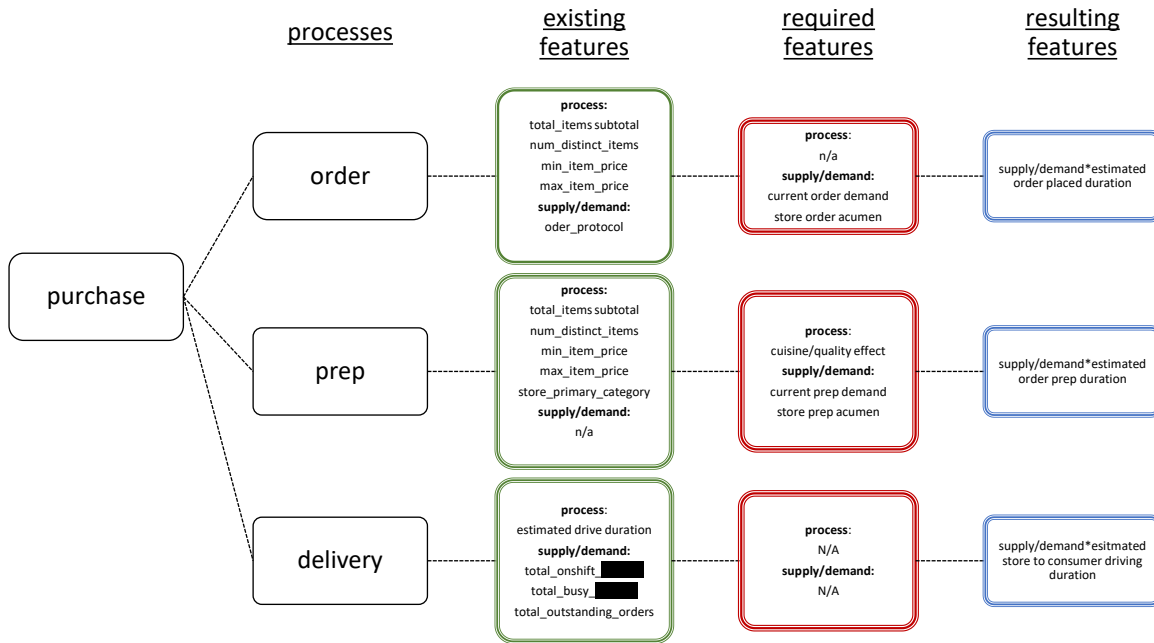 processes
existing
features
required
features
resulting
features
purchase
order
process:
total_items subtotal
num_distinct_items
min_item_price
max_item_price
supply/demand:
oder_protocol
process:
n/a
supply/demand:
current order demand
store order acumen
supply/demand*estimated
order placed duration
prep
process:
total_items subtotal
num_distinct_items
min_item_price
max_item_price
store_primary_category
supply/demand:
n/a
process:
cuisine/quality effect
supply/demand:
current prep demand
store prep acumen
supply/demand*estimated
order prep duration
delivery
process:
estimated drive duration
supply/demand:
total_onshift_
total_busy_
total_outstanding_orders
process:
N/A
supply/demand:
N/A
supply/demand*esitmated
store to consumer driving
duration